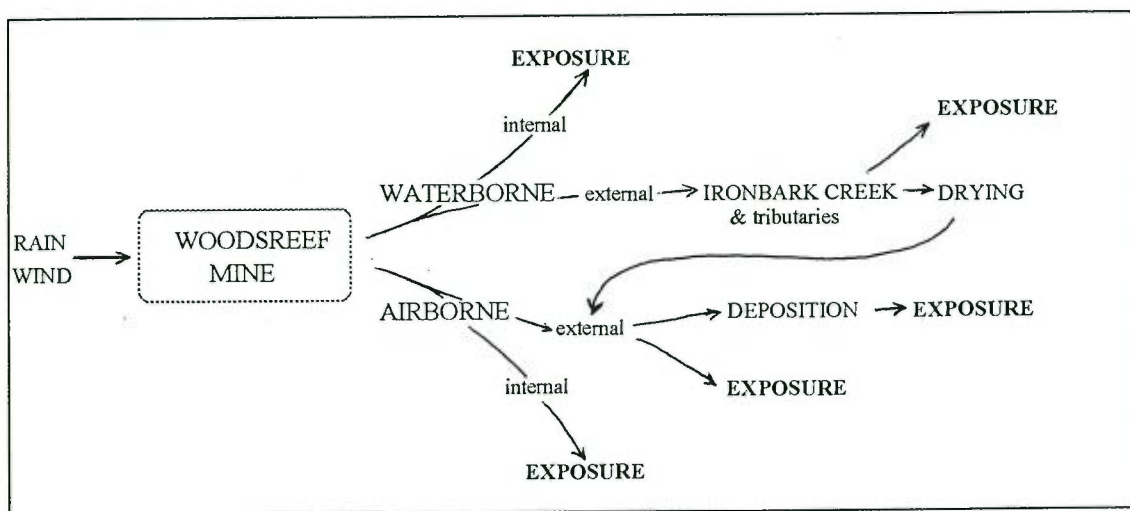 EXPOSURE
EXPOSURE
internal
WATERBORNE
external
IRONBARK CREEK
& tributaries
DRYING
RAIN
WIND
WOODSREEF
MINE
AIRBORNE
external
DEPOSITION
EXPOSURE
internal
EXPOSURE
EXPOSURE